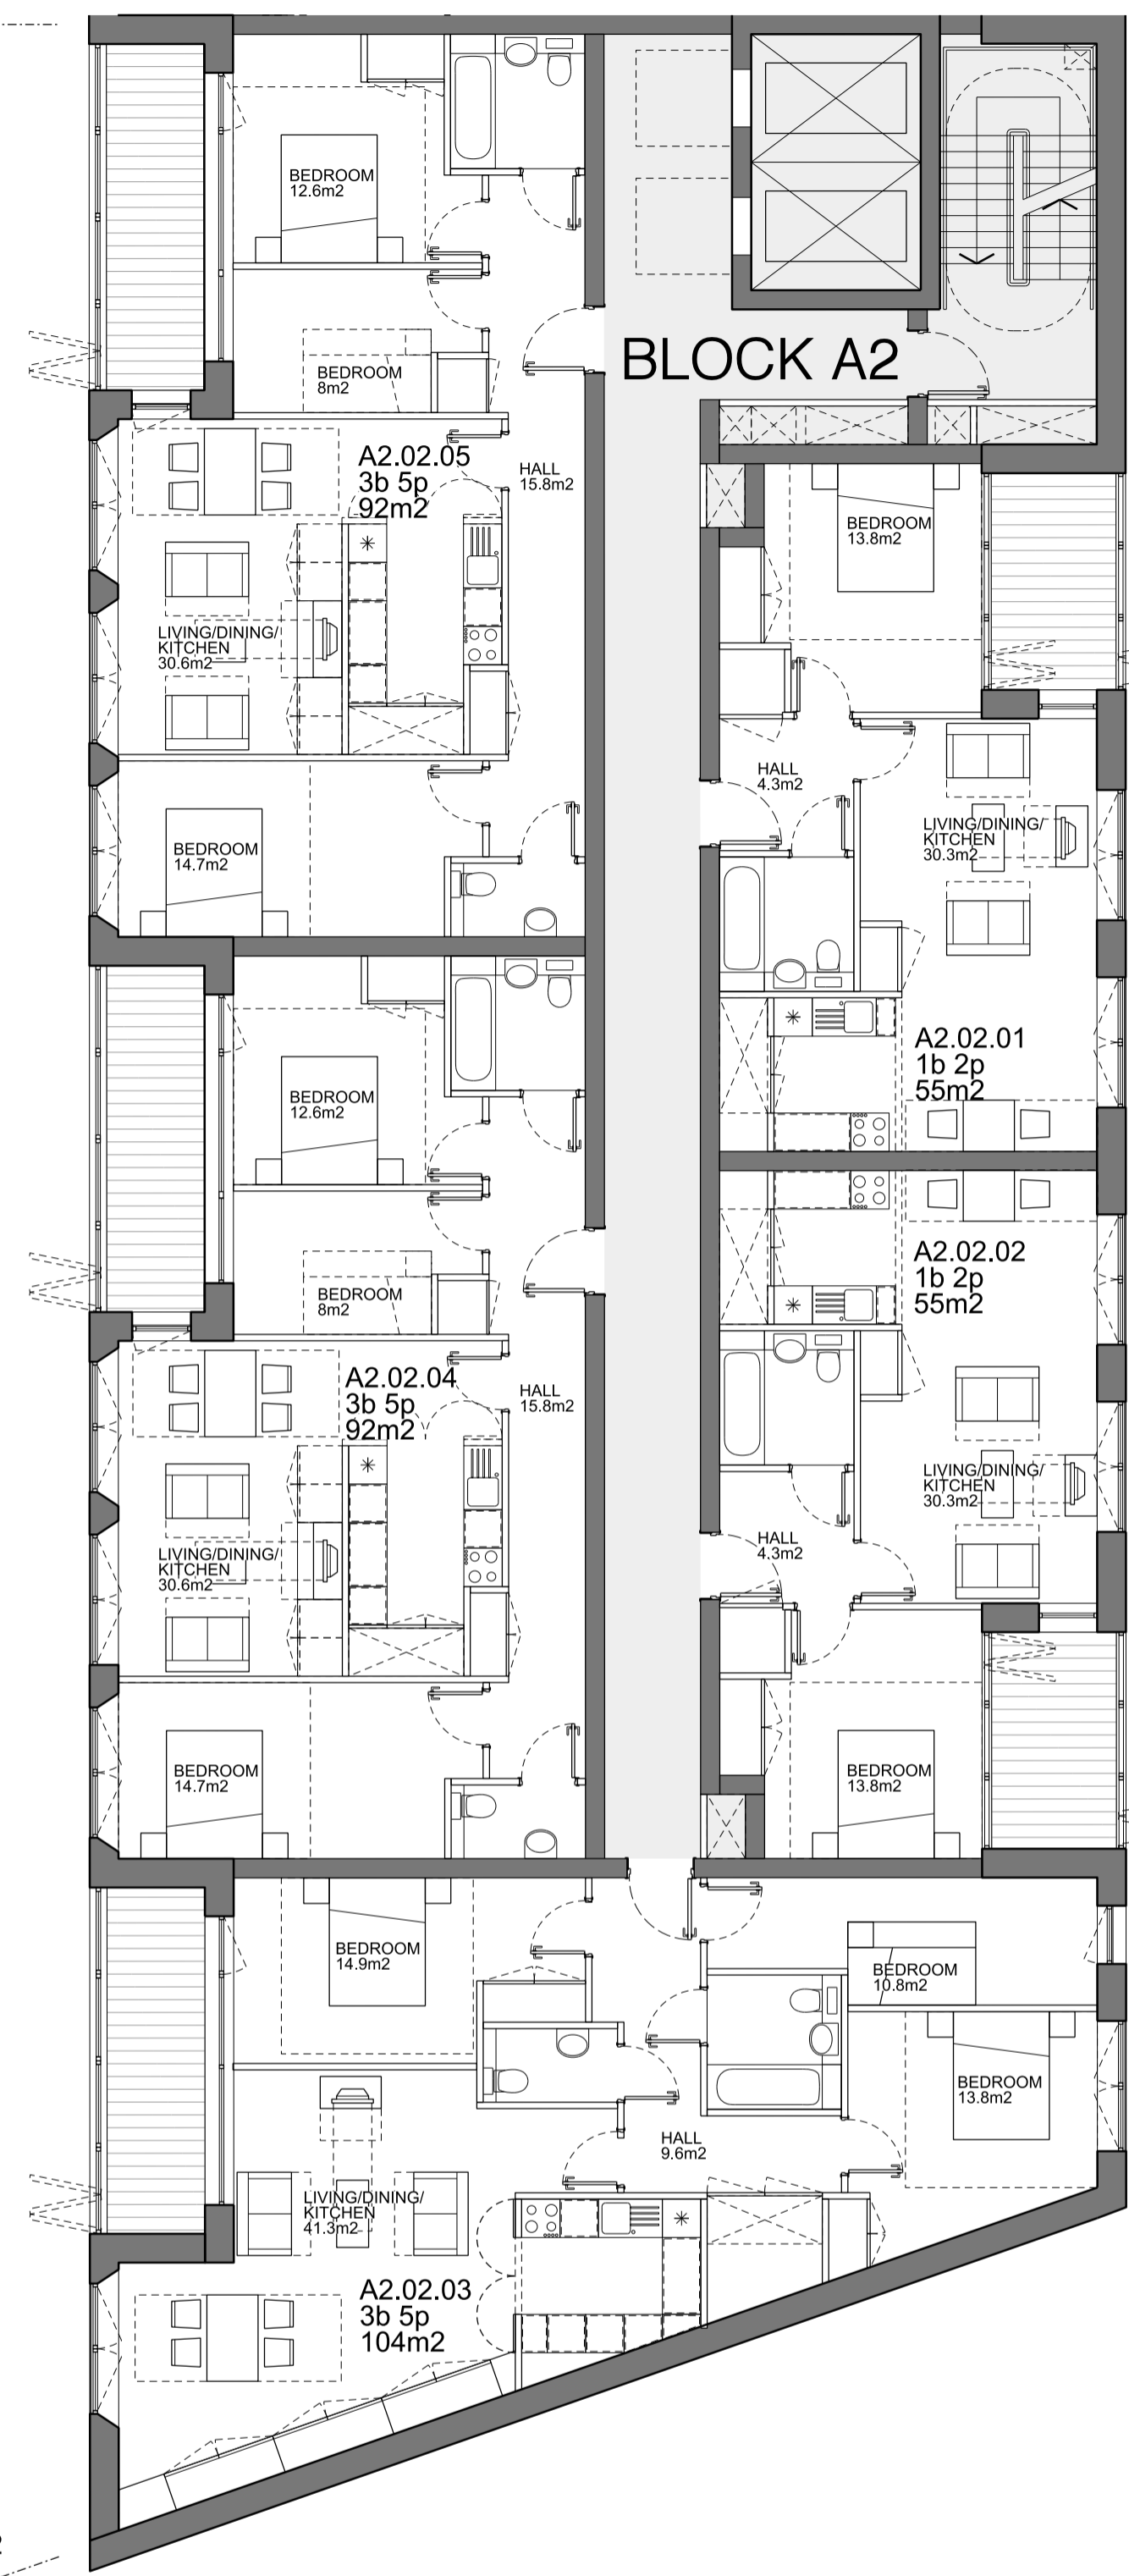 BEDROOM
12.6m2
BLOCK A2
BEDROOM
8m2
A2.02.05
3b 5p
92m2
HALL
15.8m2
BEDROOM
13.8m2
LIVING/DINING/
KITCHEN
30.6m2
HALL
4.3m2
LIVING/DINING/
KITCHEN
30.3m2
BEDROOM
14.7m2
A2.02.01
1b 2p
55m2
BEDROOM
12.6m2
A2.02.02
1b 2p
55m2
BEDROOM
8m2
A2.02.04
3b 5p
92m2
HALL
15.8m2
LIVING/DINING/
KITCHEN
30.3m2
LIVING/DINING/
KITCHEN
30.6m2
HALL
4.3m2
BEDROOM
14.7m2
BEDROOM
13.8m2
BEDROOM
14.9m2
BEDROOM
10.8m2
BEDROOM
13.8m2
HALL
9.6m2
LIVING/DINING/
KITCHEN
41.3m2
A2.02.03
3b 5p
104m2